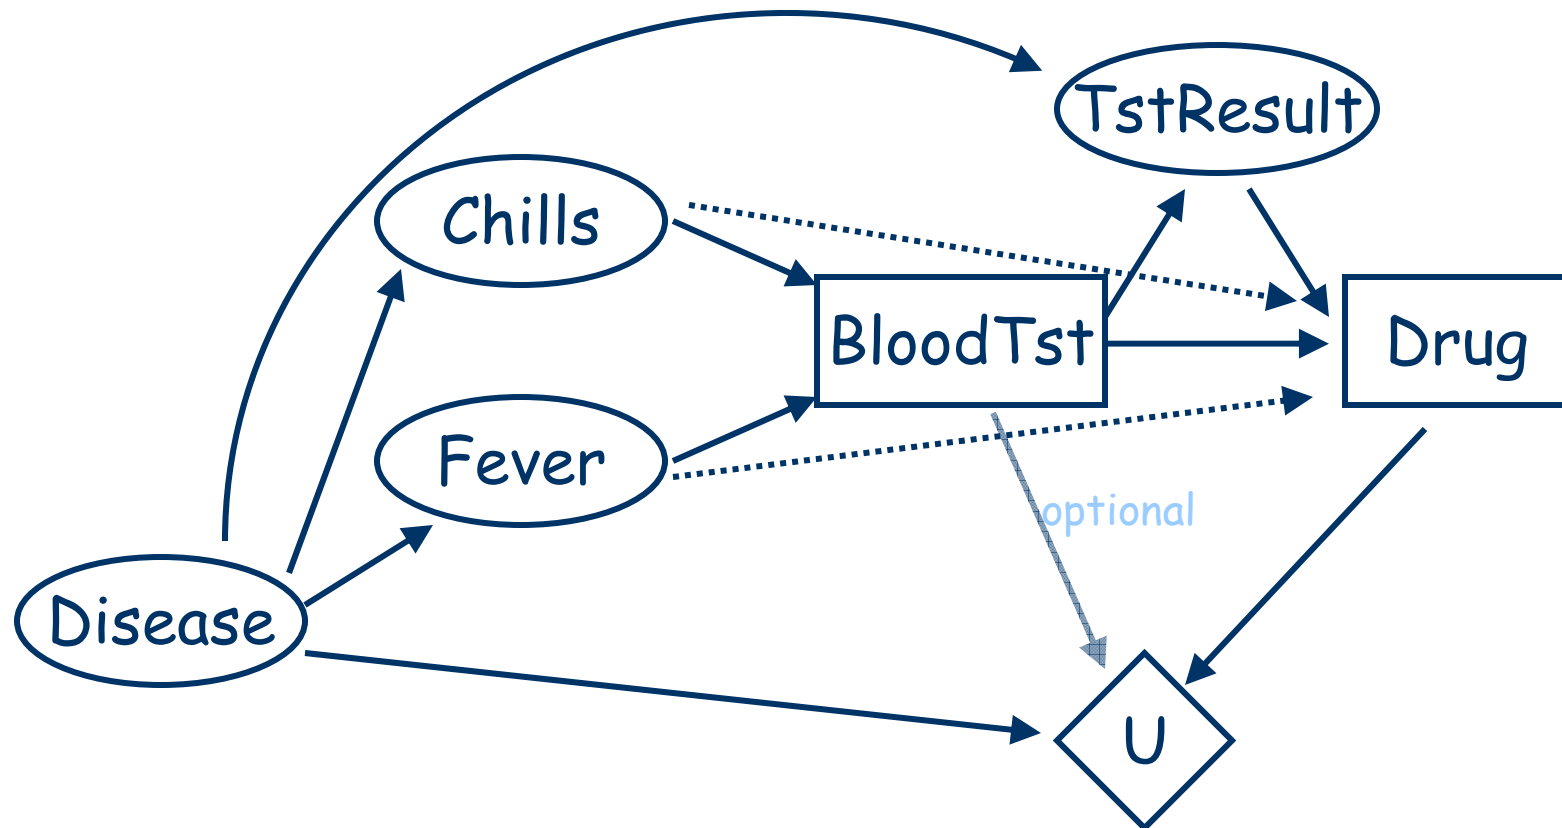 TstResult
Chills
BloodTst
Drug
Fever
optional
Disease
U